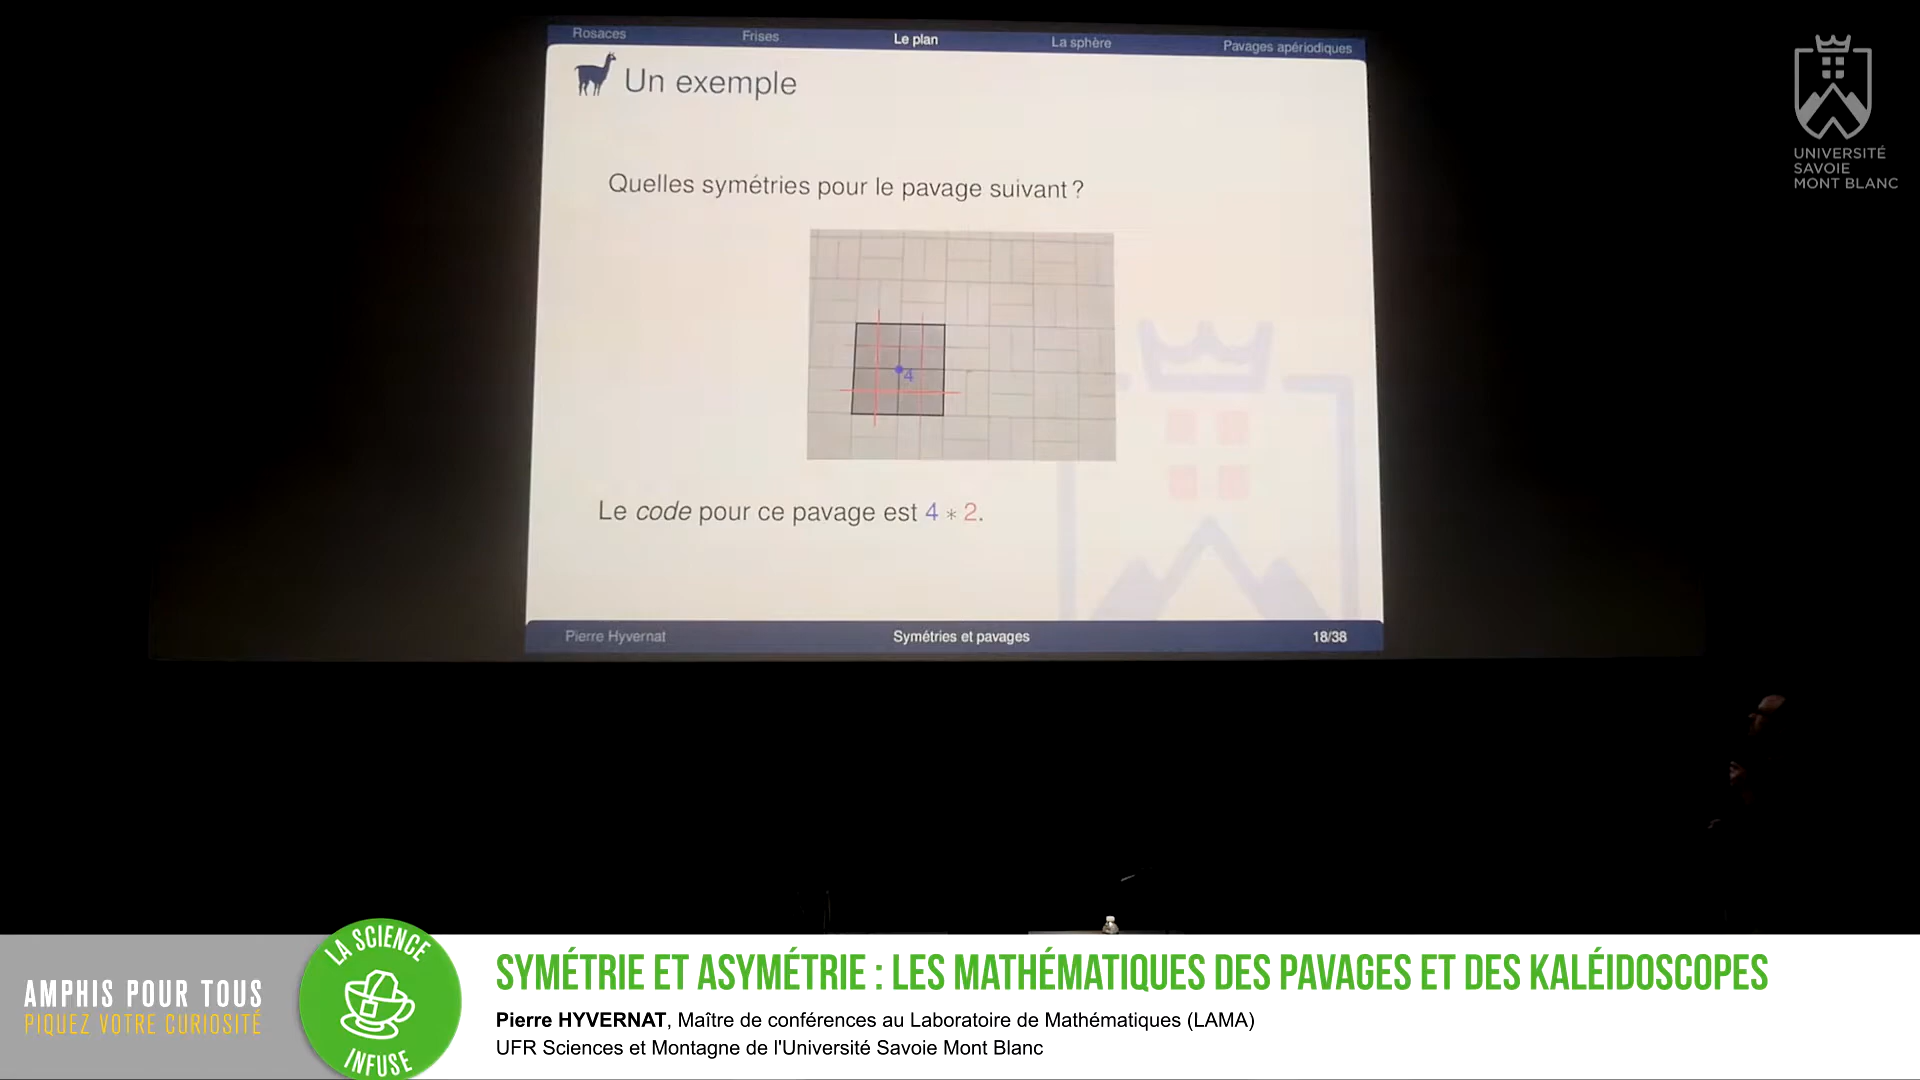 Rosaces
Frises
Le plan
La sphère
Pavages apériodiques
Un exemple
Quelles symétries pour le pavage suivant ?
4
Le code pour ce pavage est 4 * 2.
Pierre Hyvernat
Symétries et pavages
18/38
UNIVERSITÉ
SAVOIE
MONT BLANC
AMPHIS POUR TOUS
PIQUEZ VOTRE CURIOSITÉ
LA SCIENCE
INFUSE
SYMÉTRIE ET ASYMÉTRIE : LES MATHÉMATIQUES DES PAVAGES ET DES KALÉIDOSCOPES
Pierre HYVERNAT, Maître de conférences au Laboratoire de Mathématiques (LAMA)
UFR Sciences et Montagne de l'Université Savoie Mont Blanc